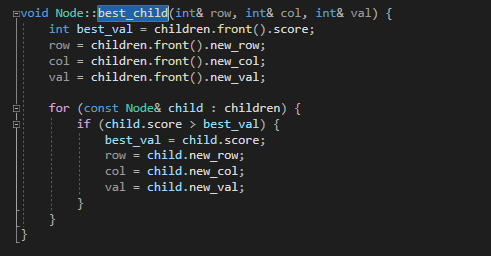 void Node::best_child(int& row, int& col, int& val) {
    int best_val = children.front().score;
    row = children.front().new_row;
    col = children.front().new_col;
    val = children.front().new_val;

    for (const Node& child : children) {
        if (child.score > best_val) {
            best_val = child.score;
            row = child.new_row;
            col = child.new_col;
            val = child.new_val;
        }
    }
}